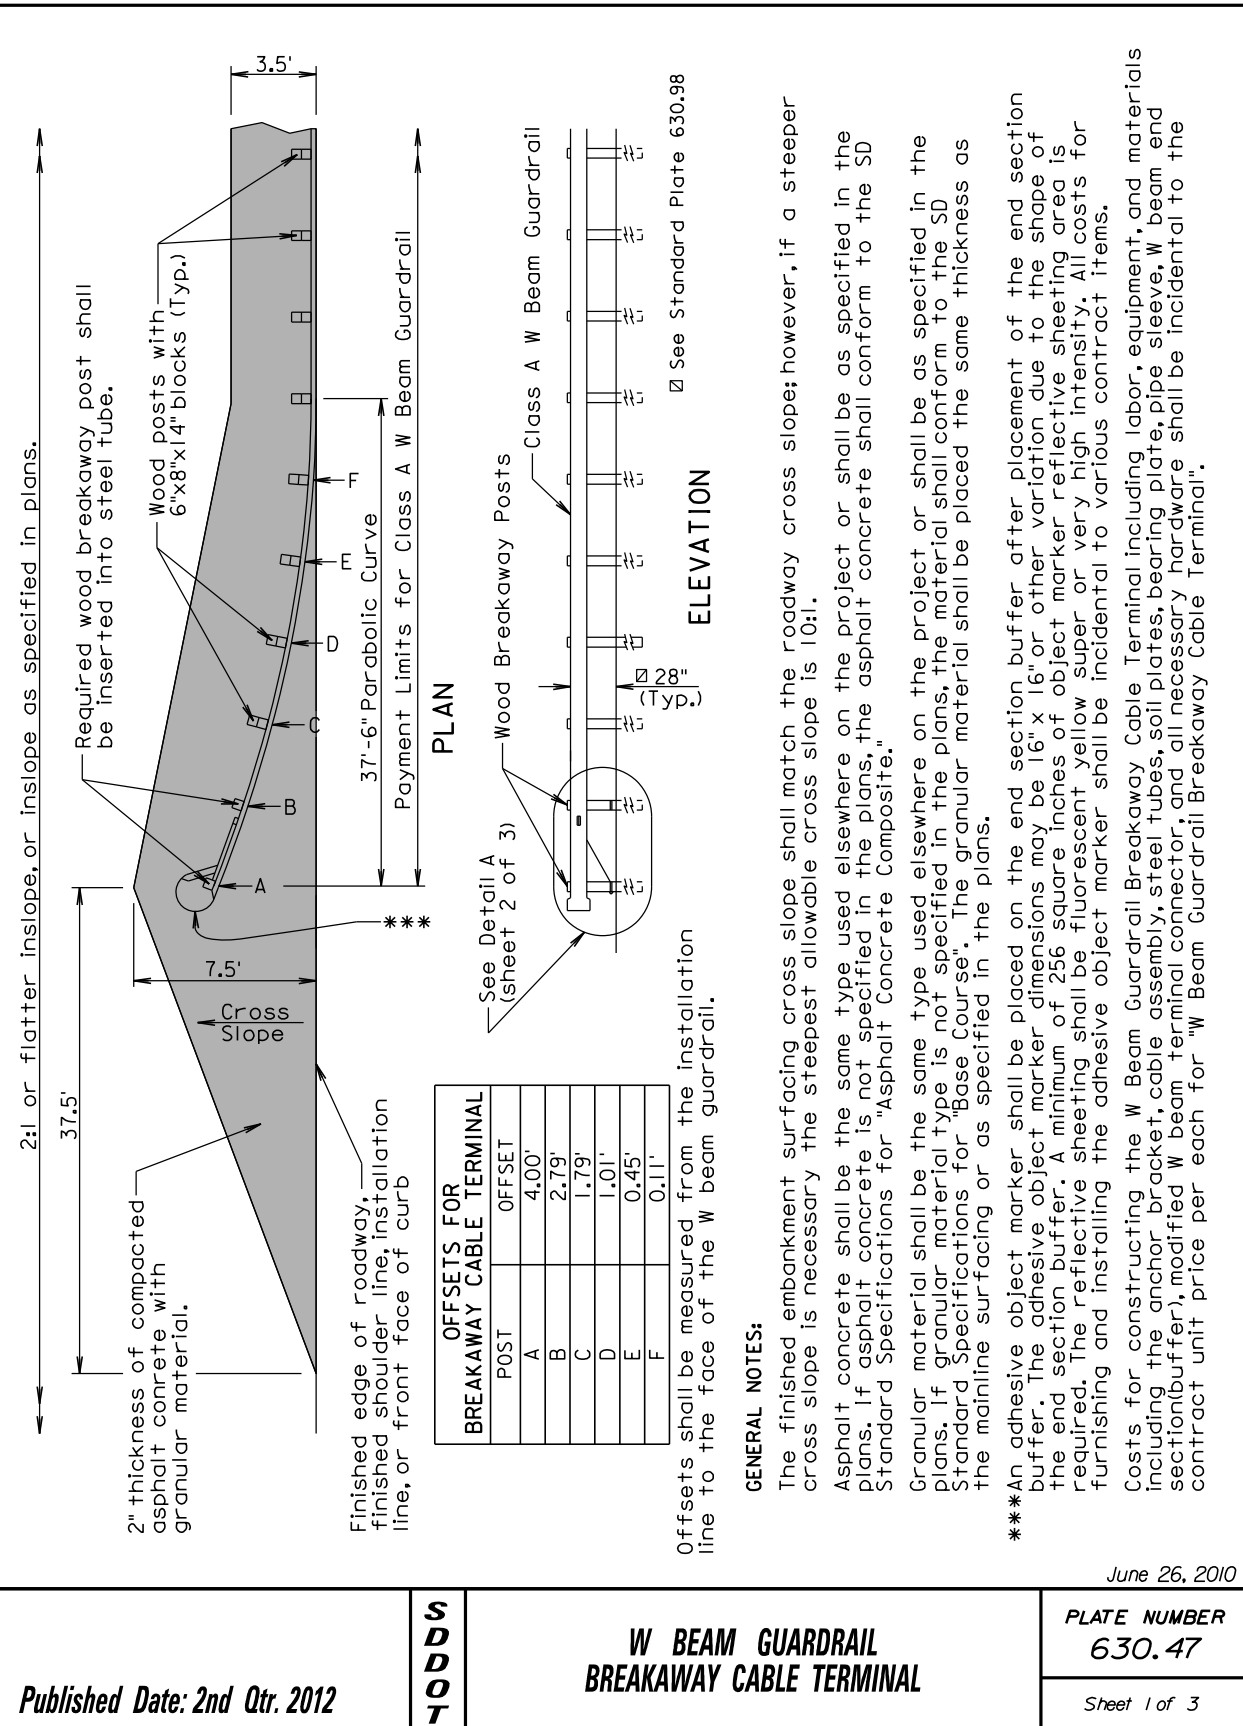 2:1 or flatter inslope, or inslope as specified in plans.
37.5'
3.5'
Required wood breakaway post shall
be inserted into steel tube.
Wood posts with
6"x8"x14" blocks (Typ.)
2" thickness of compacted
asphalt conrete with
granular material.
7.5'
Cross
Slope
A
B
C
D
E
F
***
37'-6" Parabolic Curve
Payment Limits for Class A W Beam Guardrail
PLAN
Finished edge of roadway,
finished shoulder line, installation
line, or front face of curb
OFFSETS FOR
BREAKAWAY CABLE TERMINAL
POST OFFSET
A 4.00'
B 2.79'
C 1.79'
D 1.01'
E 0.45'
F 0.11'
See Detail A
(sheet 2 of 3)
Wood Breakaway Posts
Class A W Beam Guardrail
28"
(Typ.)
See Standard Plate 630.98
ELEVATION
Offsets shall be measured from the installation
line to the face of the W beam guardrail.
GENERAL NOTES:
The finished embankment surfacing cross slope shall match the roadway cross slope; however, if a steeper
cross slope is necessary the steepest allowable cross slope is 10:1.
Asphalt concrete shall be the same type used elsewhere on the project or shall be as specified in the
plans. If asphalt concrete is not specified in the plans, the asphalt concrete shall conform to the SD
Standard Specifications for "Asphalt Concrete Composite."
Granular material shall be the same type used elsewhere on the project or shall be as specified in the
plans. If granular material type is not specified in the plans, the material shall conform to the SD
Standard Specifications for "Base Course". The granular material shall be placed the same thickness as
the mainline surfacing or as specified in the plans.
***An adhesive object marker shall be placed on the end section buffer after placement of the end section
buffer. The adhesive object marker dimensions may be 16" x 16" or other variation due to the shape of
the end section buffer. A minimum of 256 square inches of object marker reflective sheeting area is
required. The reflective sheeting shall be fluorescent yellow super or very high intensity. All costs for
furnishing and installing the adhesive object marker shall be incidental to various contract items.
Costs for constructing the W Beam Guardrail Breakaway Cable Terminal including labor, equipment, and materials
including the anchor bracket, cable assembly, steel tubes, soil plates, bearing plate, pipe sleeve, W beam end
section(buffer), modified W beam terminal connector, and all necessary hardware shall be incidental to the
contract unit price per each for "W Beam Guardrail Breakaway Cable Terminal".
June 26, 2010
Published Date: 2nd Qtr. 2012
SDDOT
W BEAM GUARDRAIL
BREAKAWAY CABLE TERMINAL
PLATE NUMBER
630.47
Sheet 1 of 3